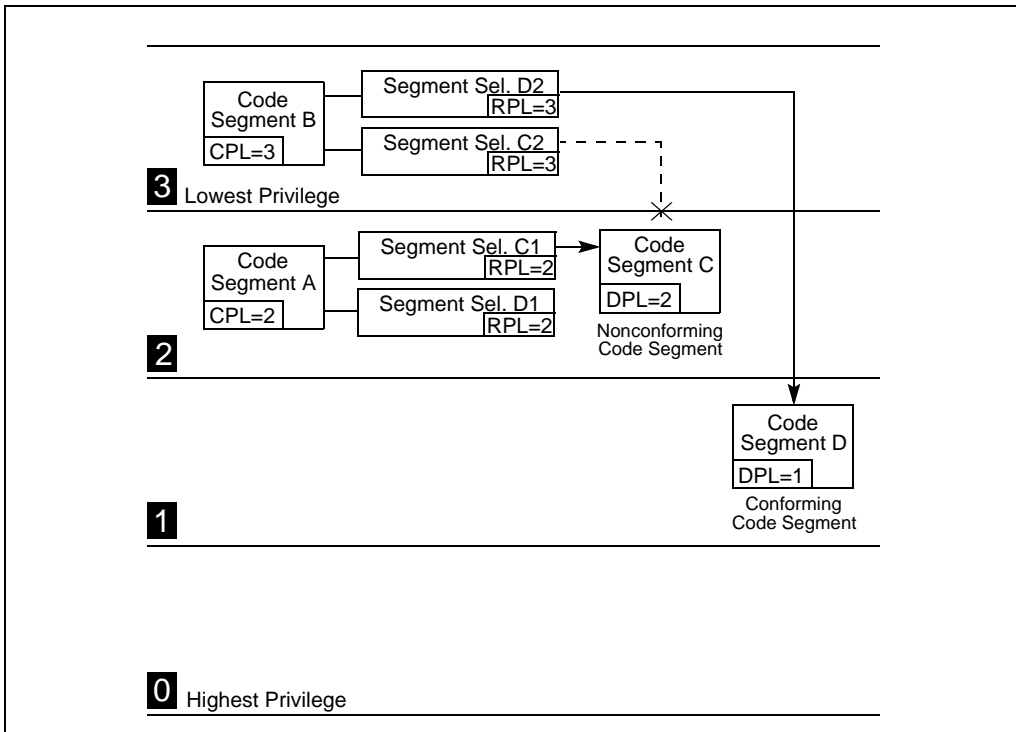 Code
Segment B
CPL=3
Segment Sel. D2
RPL=3
Segment Sel. C2
RPL=3
3 Lowest Privilege
Code
Segment A
CPL=2
Segment Sel. C1
RPL=2
Segment Sel. D1
RPL=2
Code
Segment C
DPL=2
Nonconforming
Code Segment
2
Code
Segment D
DPL=1
Conforming
Code Segment
1
0 Highest Privilege